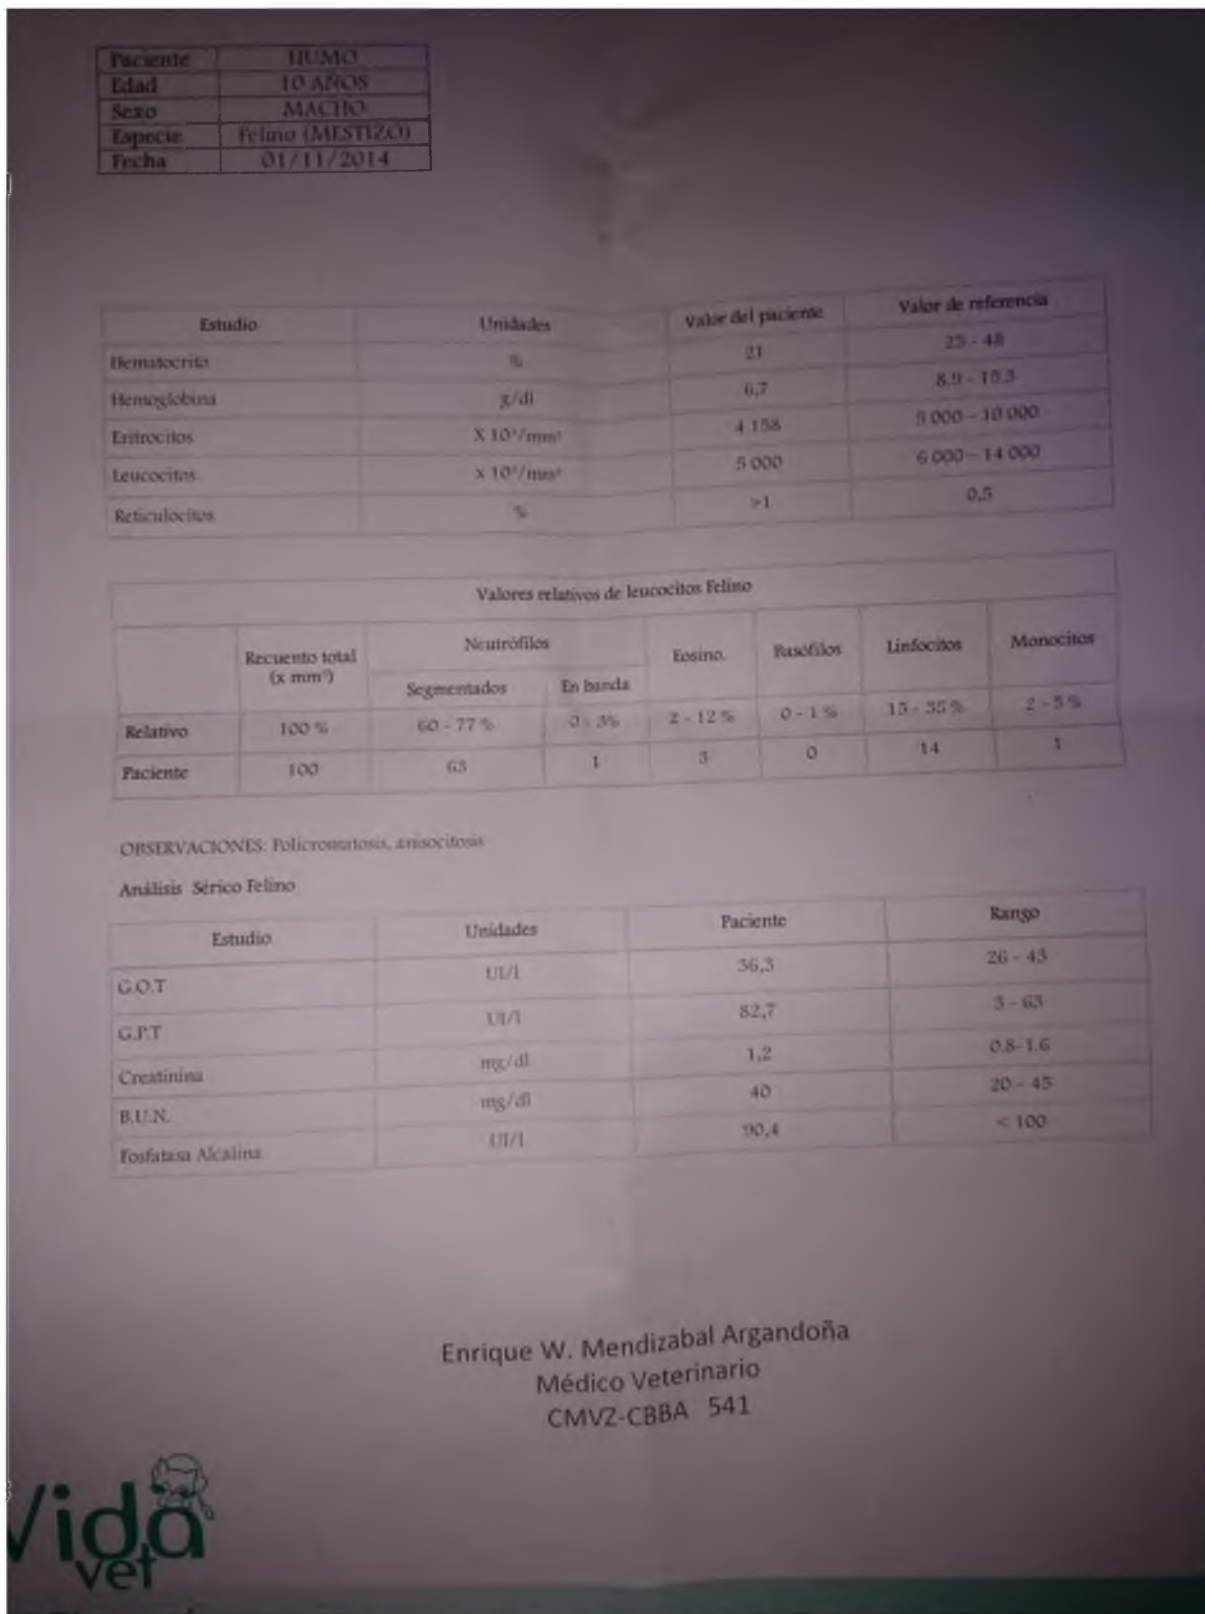 Paciente HUMO
Edad 10 AÑOS
Sexo MACHO
Especie Felino (MESTIZO)
Fecha 01/11/2014
Estudio Unidades Valor del paciente Valor de referencia
Hematocrito % 21 25 - 48
Hemoglobina g/dl 6,7 8.9 - 15.3
Eritrocitos X 10³/mm³ 4 158 5 000 – 10 000
Leucocitos x 10³/mm³ 5 000 6 000 – 14 000
Reticulocitos % >1 0,5
Valores relativos de leucocitos Felino
Recuento total (x mm³) Neutrófilos Eosino. Basófilos Linfocitos Monocitos
Segmentados En banda
Relativo 100 % 60 - 77 % 0 - 3% 2 - 12 % 0 - 1 % 15 - 35 % 2 - 5 %
Paciente 100 63 1 3 0 14 1
OBSERVACIONES: Policromatosis, anisocitosis
Análisis Sérico Felino
Estudio Unidades Paciente Rango
G.O.T UI/l 36,3 26 - 43
G.P.T UI/l 82,7 3 - 63
Creatinina mg/dl 1,2 0.8-1.6
B.U.N. mg/dl 40 20 - 45
Fosfatasa Alcalina UI/l 90,4 < 100
Enrique W. Mendizabal Argandoña
Médico Veterinario
CMVZ-CBBA 541
Vida
vet